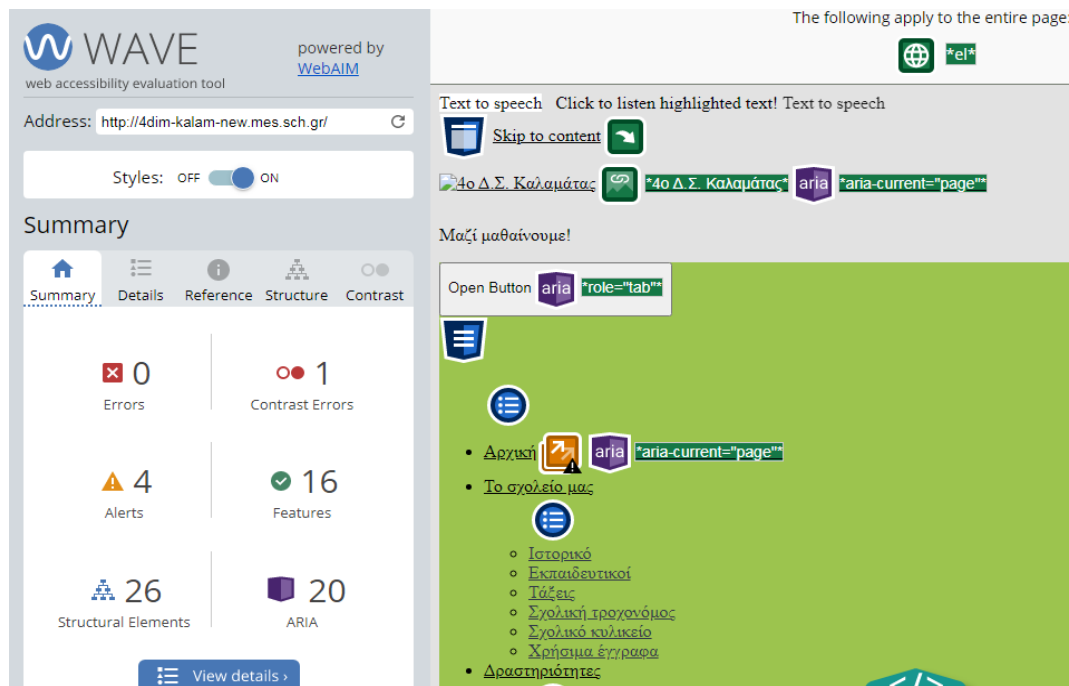 WAVE
web accessibility evaluation tool
powered by
WebAIM
Address: http://4dim-kalam-new.mes.sch.gr/
Styles: OFF ON
Summary
Summary Details Reference Structure Contrast
0
Errors
1
Contrast Errors
4
Alerts
16
Features
26
Structural Elements
20
ARIA
View details ›
The following apply to the entire page:
*el*
Text to speech Click to listen highlighted text! Text to speech
Skip to content
4ο Δ.Σ. Καλαμάτας *4ο Δ.Σ. Καλαμάτας* aria *aria-current="page"*
Μαζί μαθαίνουμε!
Open Button aria *role="tab"*
Αρχική aria *aria-current="page"*
Το σχολείο μας
Ιστορικό
Εκπαιδευτικοί
Τάξεις
Σχολική τροχονόμος
Σχολικό κυλικείο
Χρήσιμα έγγραφα
Δραστηριότητες